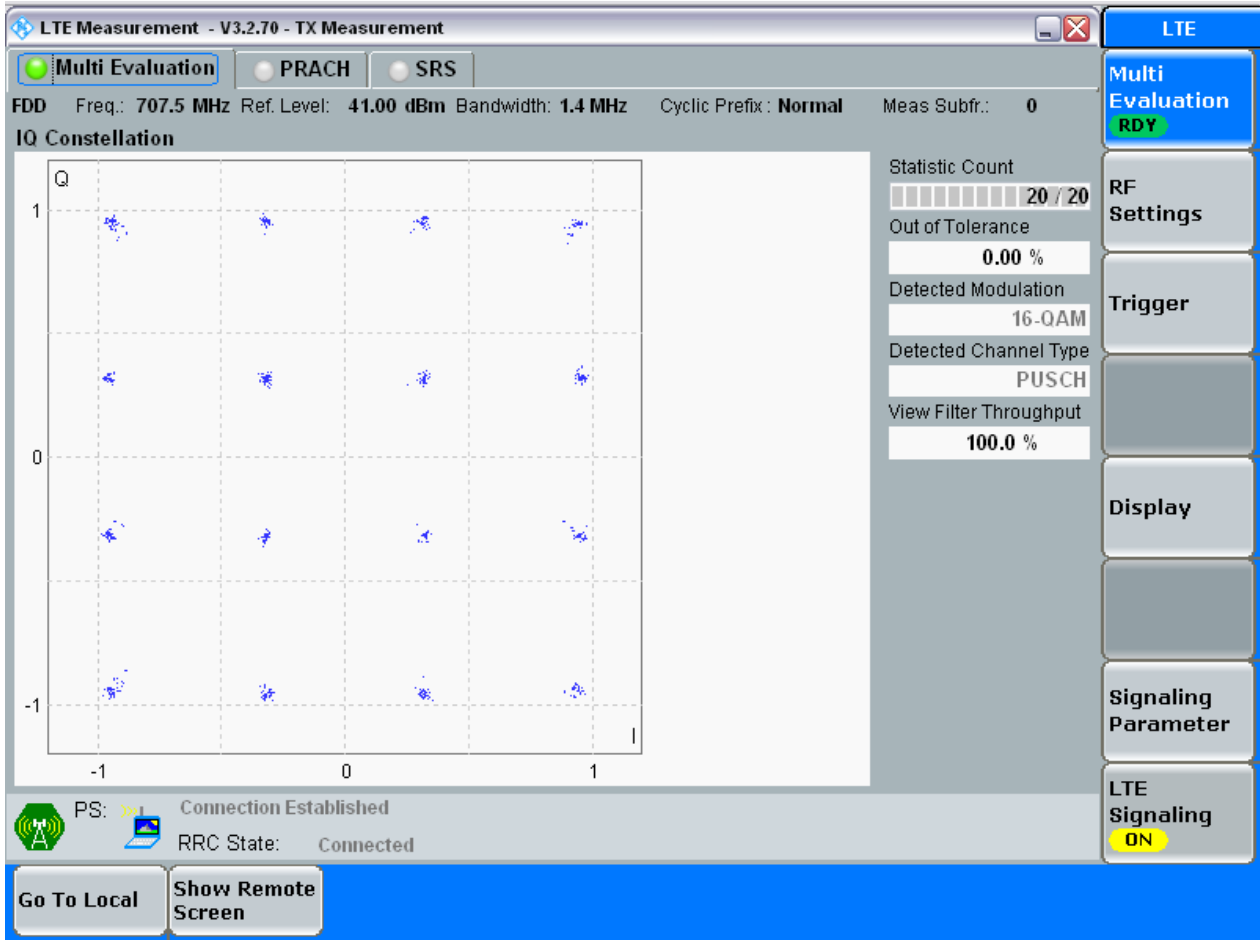 LTE Measurement - V3.2.70 - TX Measurement
LTE
Multi Evaluation PRACH SRS
FDD Freq.: 707.5 MHz Ref. Level: 41.00 dBm Bandwidth: 1.4 MHz Cyclic Prefix : Normal Meas Subfr.: 0
IQ Constellation
Q
1
0
-1
-1 0 1
I
Statistic Count
20 / 20
Out of Tolerance
0.00 %
Detected Modulation
16-QAM
Detected Channel Type
PUSCH
View Filter Throughput
100.0 %
Multi
Evaluation
RDY
RF
Settings
Trigger
Display
Signaling
Parameter
LTE
Signaling
ON
PS: Connection Established
RRC State: Connected
Go To Local
Show Remote
Screen